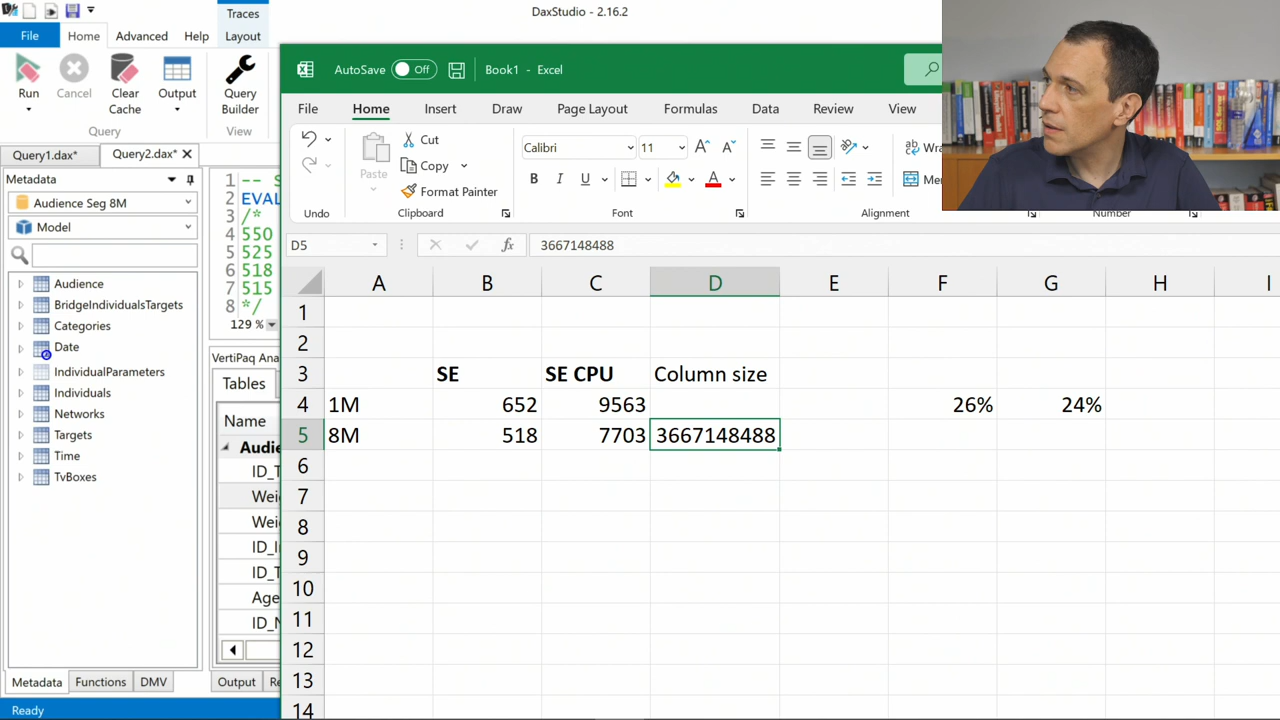 Traces
DaxStudio - 2.16.2
File
Home
Advanced
Help
Layout
Run
Cancel
Clear
Cache
Output
Query
Builder
Query
View
Query1.dax*
Query2.dax*
Metadata
Audience Seg 8M
Model
Audience
BridgeIndividualsTargets
Categories
Date
IndividualParameters
Individuals
Networks
Targets
Time
TvBoxes
Metadata
Functions
DMV
Ready
1 -- S
2 EVAL
3 /*
4 550
5 525
6 518
7 515
8 */
129 %
VertiPaq Ana
Tables
Name
Audie
ID_T
Wei
Wei
ID_I
ID_T
Age
ID_N
Output
Re
AutoSave
Off
Book1 - Excel
File
Home
Insert
Draw
Page Layout
Formulas
Data
Review
View
Undo
Paste
Cut
Copy
Format Painter
Clipboard
Calibri
11
B
I
U
Font
Wra
Mer
Alignment
Number
D5
fx
3667148488
A B C D E F G H I
1
2
3 SE SE CPU Column size
4 1M 652 9563 26% 24%
5 8M 518 7703 3667148488
6
7
8
9
10
11
12
13
14